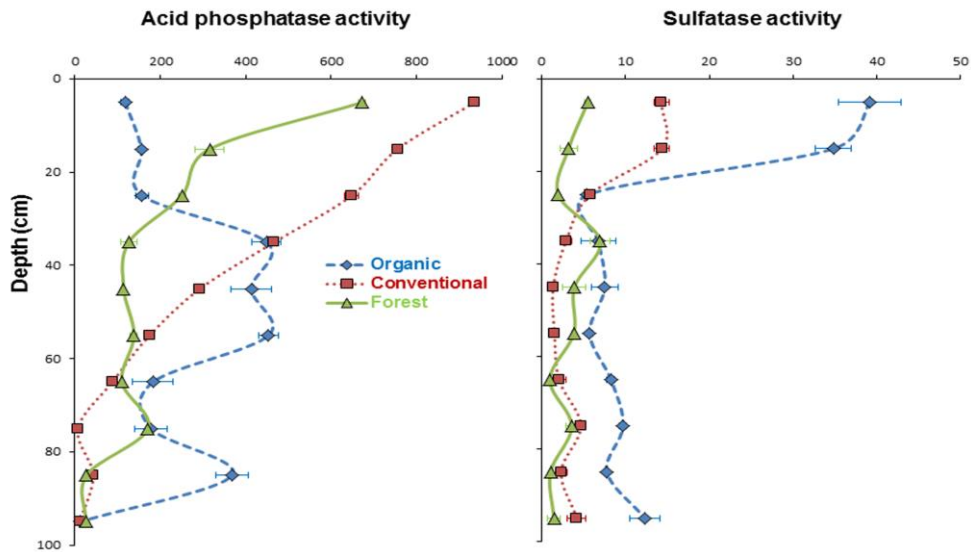 Acid phosphatase activity
Sulfatase activity
0 200 400 600 800 1000
0 10 20 30 40 50
Depth (cm)
0
20
40
60
80
100
Organic
Conventional
Forest